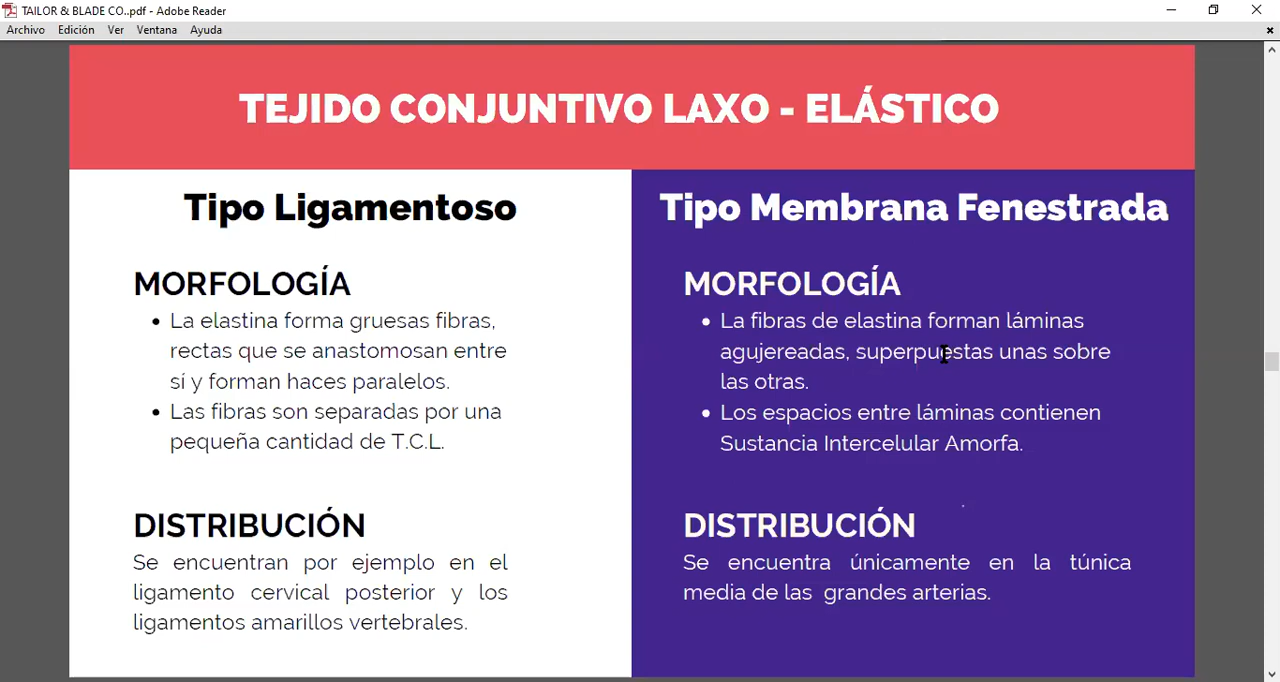 TAILOR & BLADE CO..pdf - Adobe Reader
Archivo Edición Ver Ventana Ayuda
TEJIDO CONJUNTIVO LAXO - ELÁSTICO
Tipo Ligamentoso
MORFOLOGÍA
• La elastina forma gruesas fibras,
rectas que se anastomosan entre
sí y forman haces paralelos.
• Las fibras son separadas por una
pequeña cantidad de T.C.L.
DISTRIBUCIÓN
Se encuentran por ejemplo en el
ligamento cervical posterior y los
ligamentos amarillos vertebrales.
Tipo Membrana Fenestrada
MORFOLOGÍA
• La fibras de elastina forman láminas
agujereadas, superpuestas unas sobre
las otras.
• Los espacios entre láminas contienen
Sustancia Intercelular Amorfa.
DISTRIBUCIÓN
Se encuentra únicamente en la túnica
media de las grandes arterias.